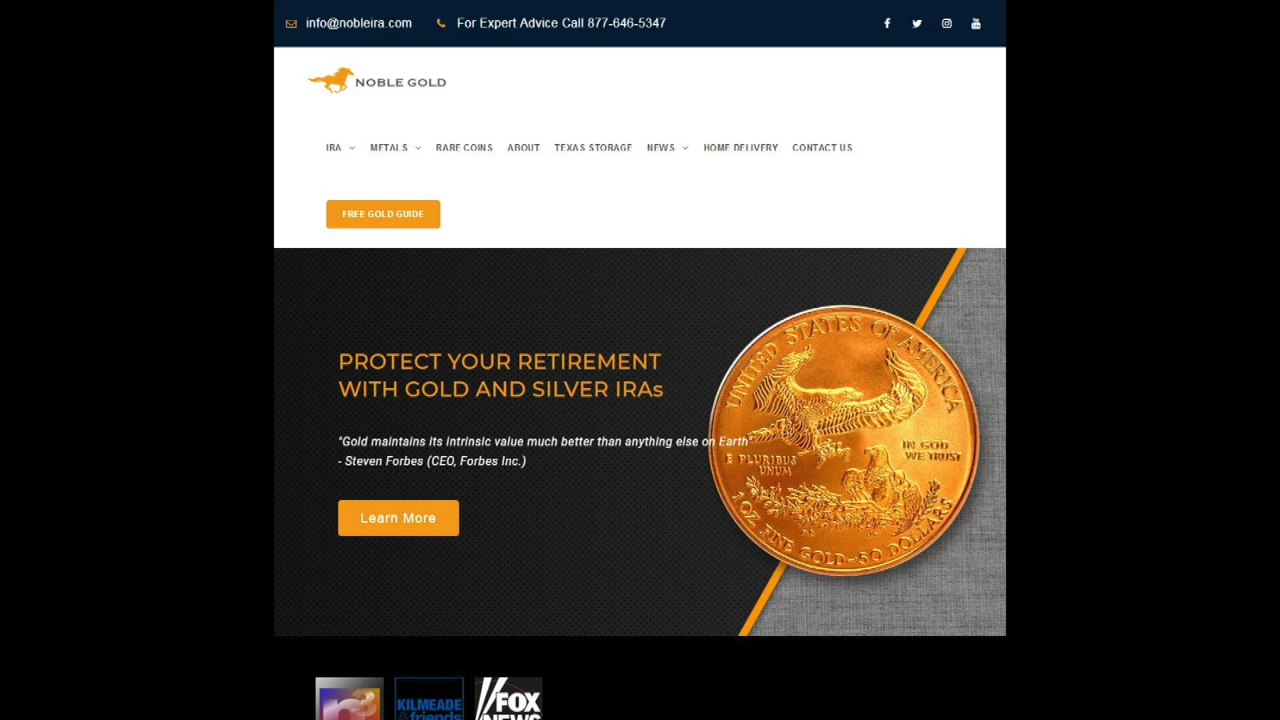 info@nobleira.com For Expert Advice Call 877-646-5347
NOBLE GOLD
IRA METALS RARE COINS ABOUT TEXAS STORAGE NEWS HOME DELIVERY CONTACT US
FREE GOLD GUIDE
PROTECT YOUR RETIREMENT
WITH GOLD AND SILVER IRAs
"Gold maintains its intrinsic value much better than anything else on Earth"
- Steven Forbes (CEO, Forbes Inc.)
Learn More
UNITED STATES OF AMERICA
IN GOD
WE TRUST
E PLURIBUS
UNUM
1 OZ. FINE GOLD-50 DOLLARS
KILMEADE
friends
FOX
NEWS